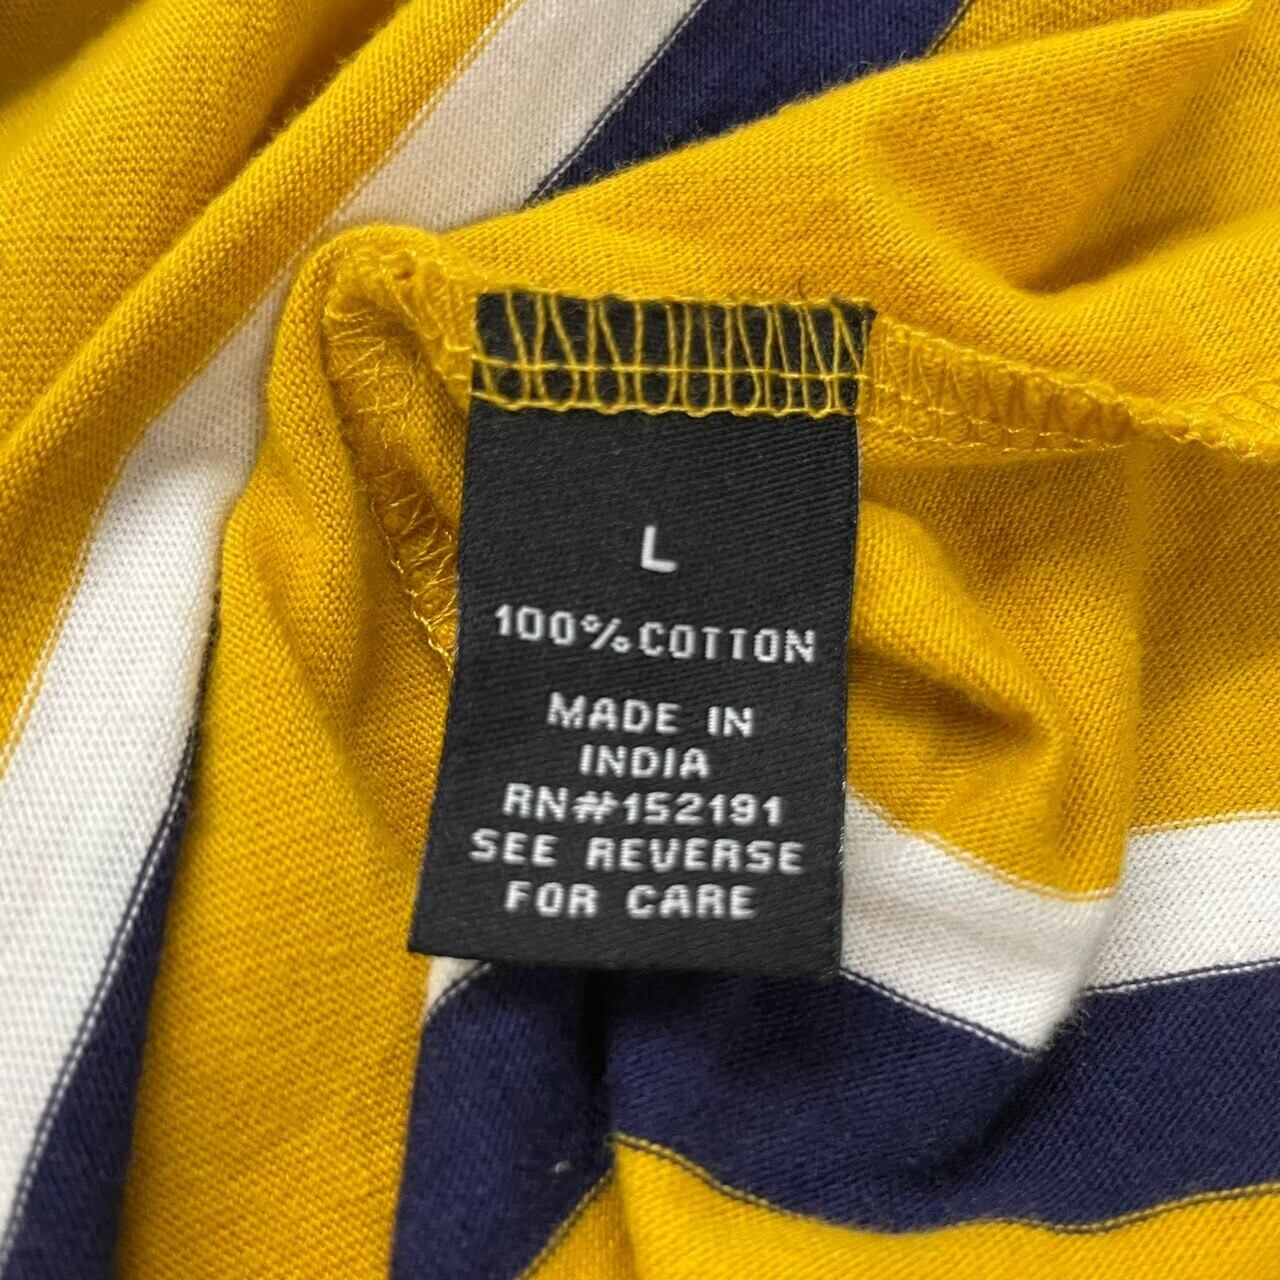 L
100% COTTON
MADE IN
INDIA
RN#152191
SEE REVERSE
FOR CARE